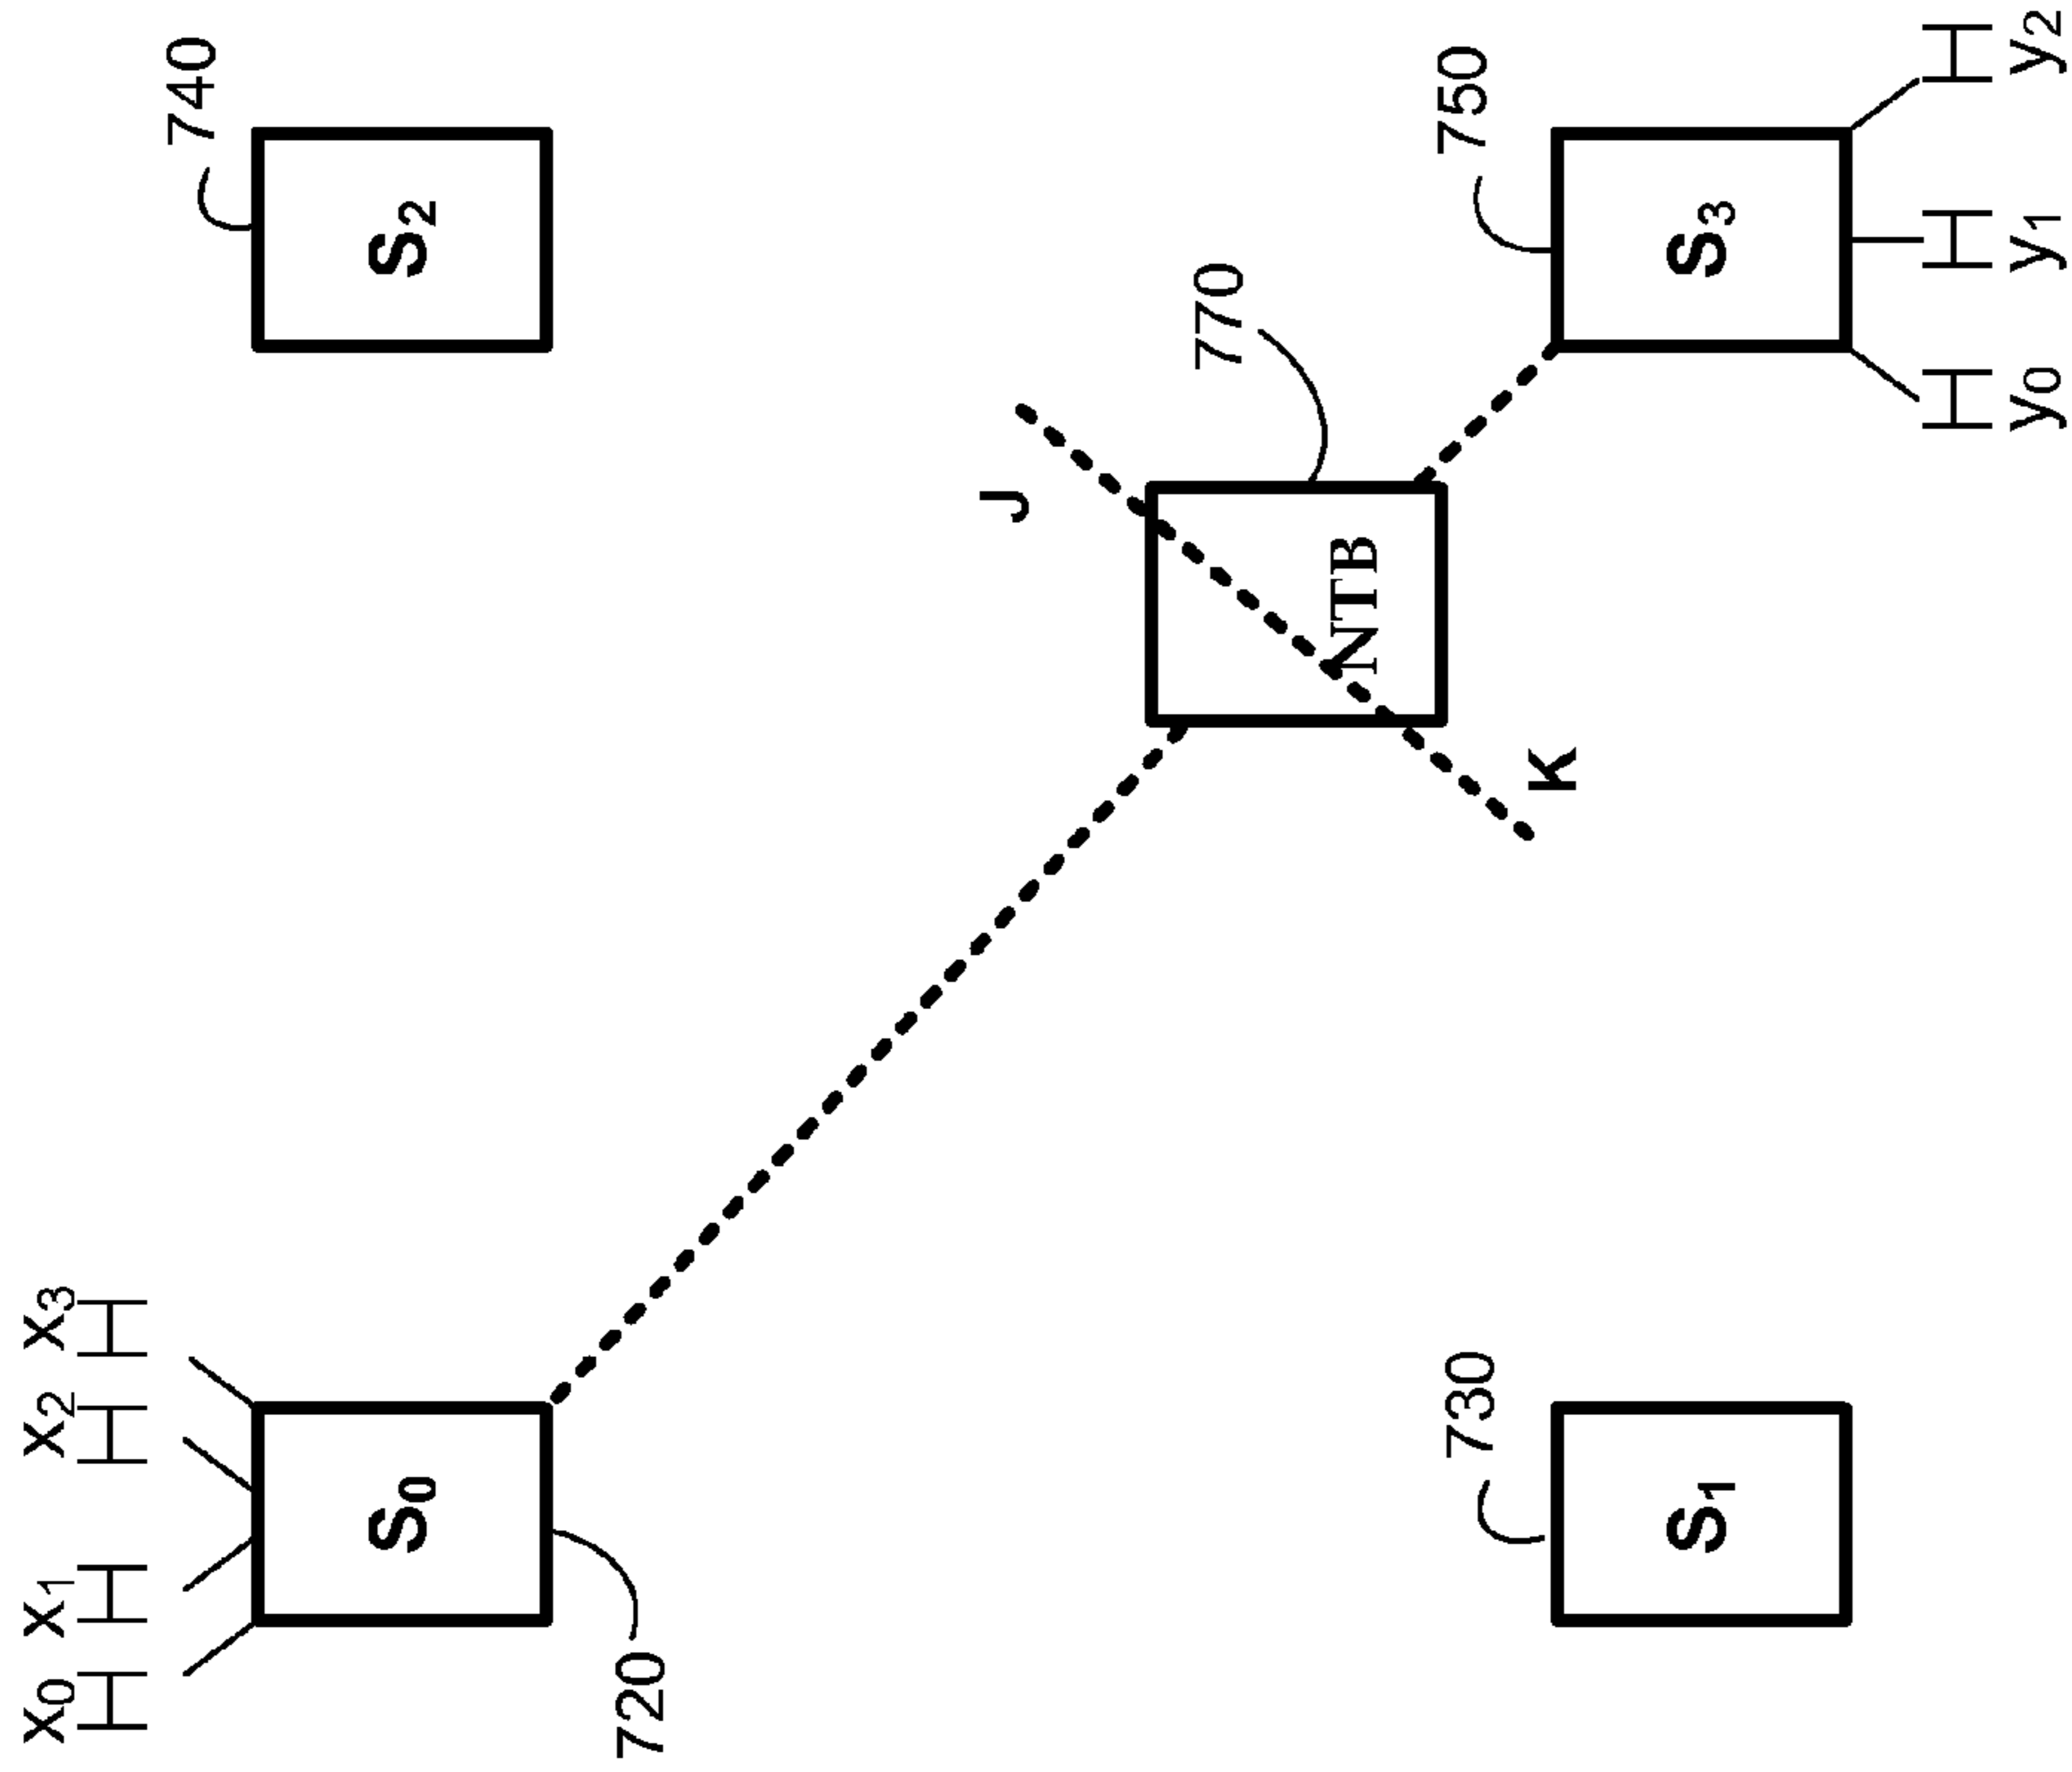 x₀ x₁ x₂ x₃
H H H H
740
S₀ S₂
720
J
770
NTB
730 750
K
S₁ S₃
H H H
y₀ y₁ y₂